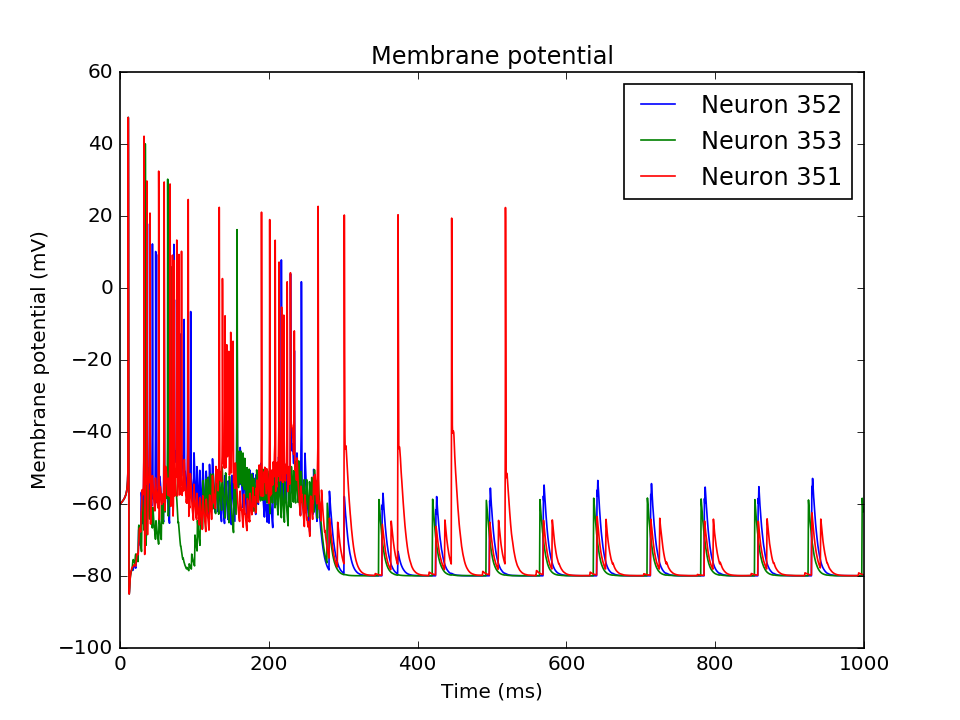 Membrane potential
Neuron 352
Neuron 353
Neuron 351
Membrane potential (mV)
60
40
20
0
−20
−40
−60
−80
−100
0 200 400 600 800 1000
Time (ms)